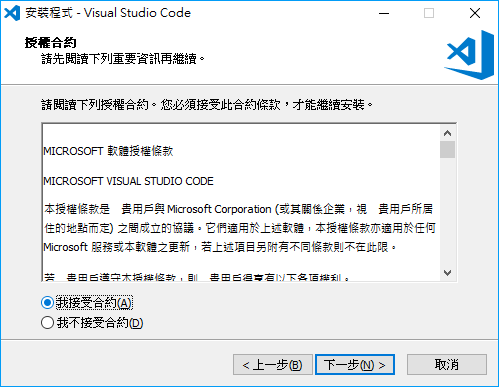 安裝程式 - Visual Studio Code
授權合約
請先閱讀下列重要資訊再繼續。
請閱讀下列授權合約。您必須接受此合約條款，才能繼續安裝。
MICROSOFT 軟體授權條款
MICROSOFT VISUAL STUDIO CODE
本授權條款是 貴用戶與 Microsoft Corporation (或其關係企業，視 貴用戶所居
住的地點而定) 之間成立的協議。它們適用於上述軟體，本授權條款亦適用於任何
Microsoft 服務或本軟體之更新，若上述項目另附有不同條款則不在此限。
若 貴用戶遵守本授權條款，則 貴用戶得享有以下各項權利。
我接受合約(A)
我不接受合約(D)
< 上一步(B) 下一步(N) > 取消